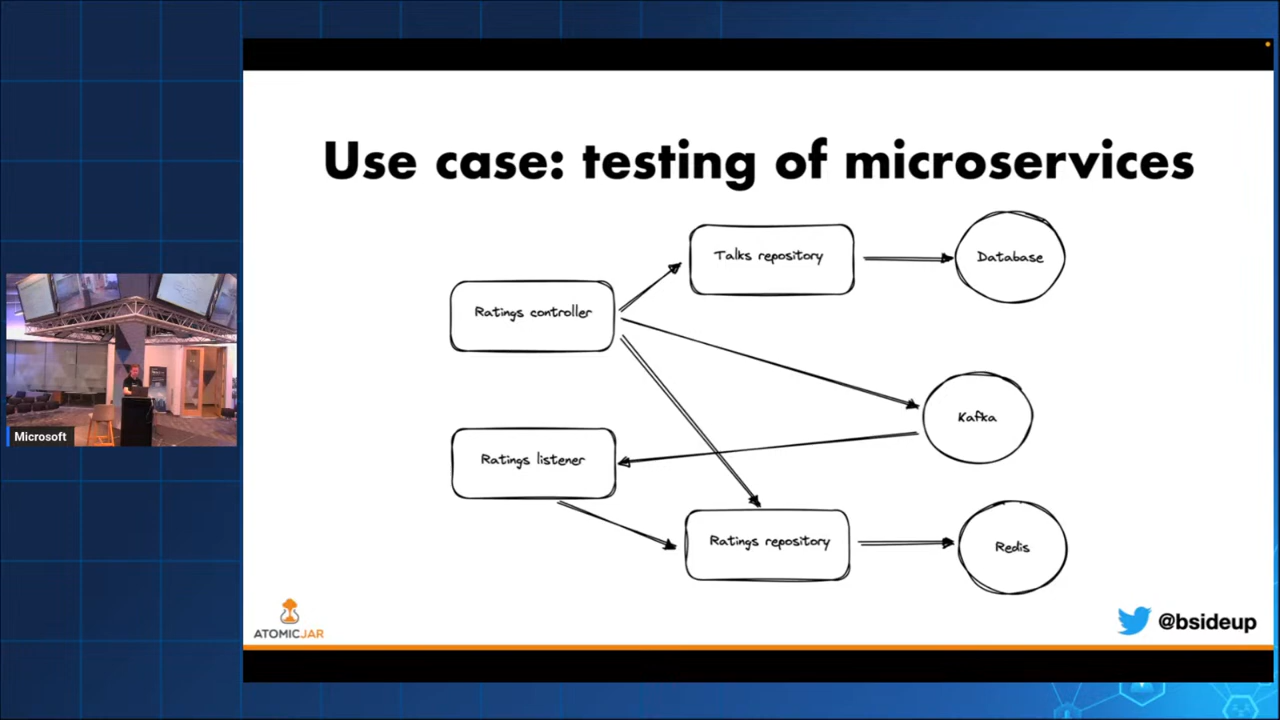 Use case: testing of microservices
Talks repository
Database
Ratings controller
Kafka
Ratings listener
Ratings repository
Redis
Microsoft
ATOMICJAR
@bsideup